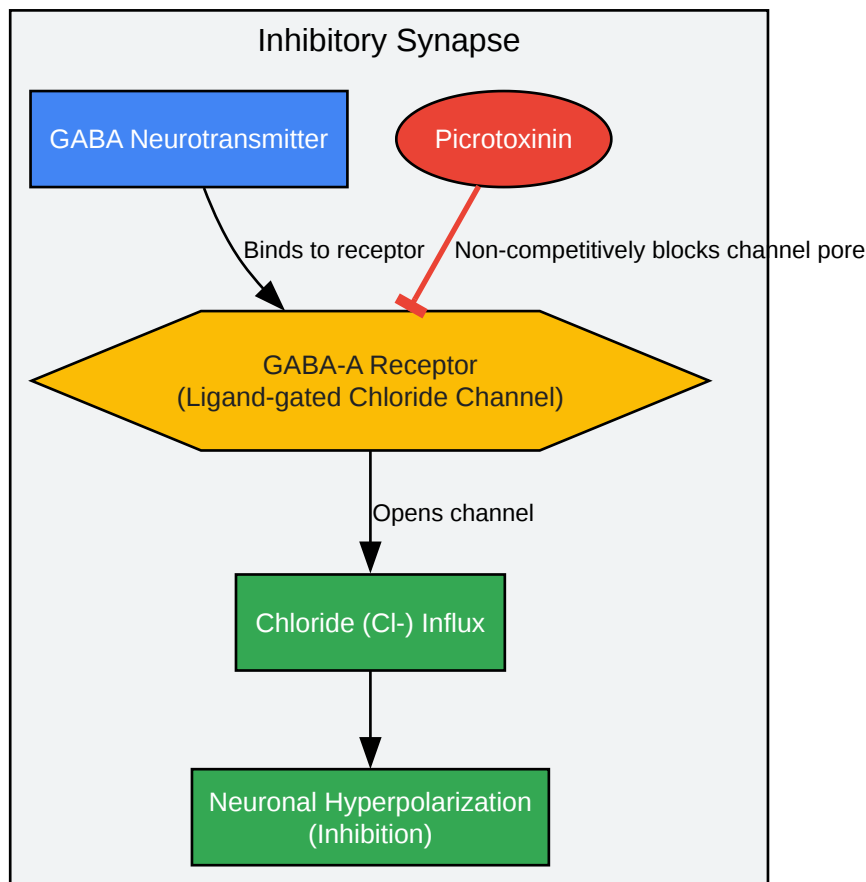 Inhibitory Synapse
GABA Neurotransmitter
Picrotoxinin
Binds to receptor
Non-competitively blocks channel pore
GABA-A Receptor
(Ligand-gated Chloride Channel)
Opens channel
Chloride (Cl-) Influx
Neuronal Hyperpolarization
(Inhibition)